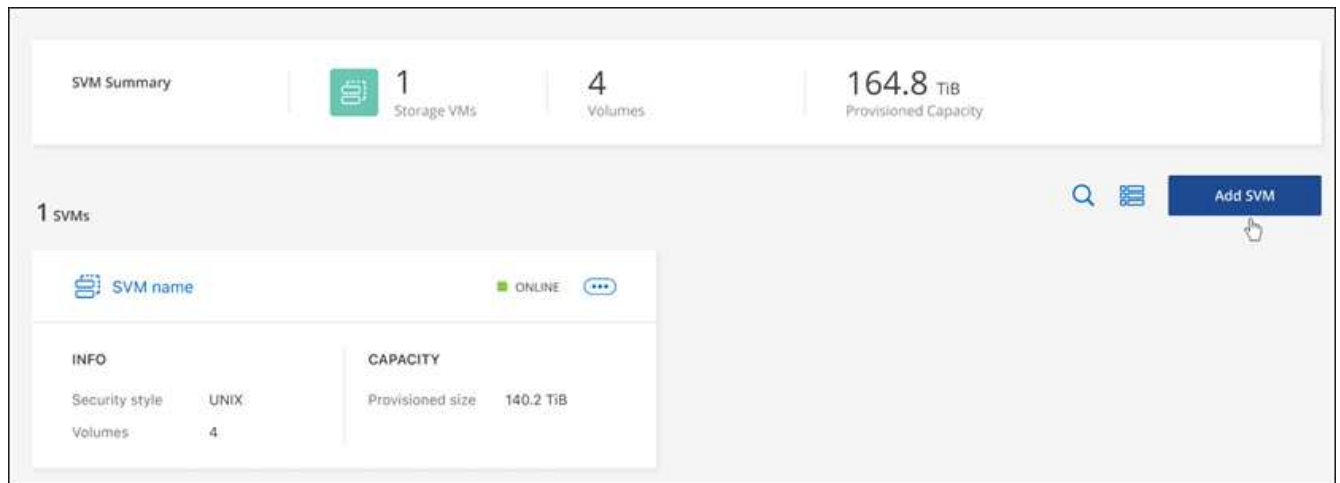 SVM Summary
1
Storage VMs
4
Volumes
164.8 TiB
Provisioned Capacity
1 SVMs
Add SVM
SVM name
ONLINE
INFO
Security style UNIX
Volumes 4
CAPACITY
Provisioned size 140.2 TiB